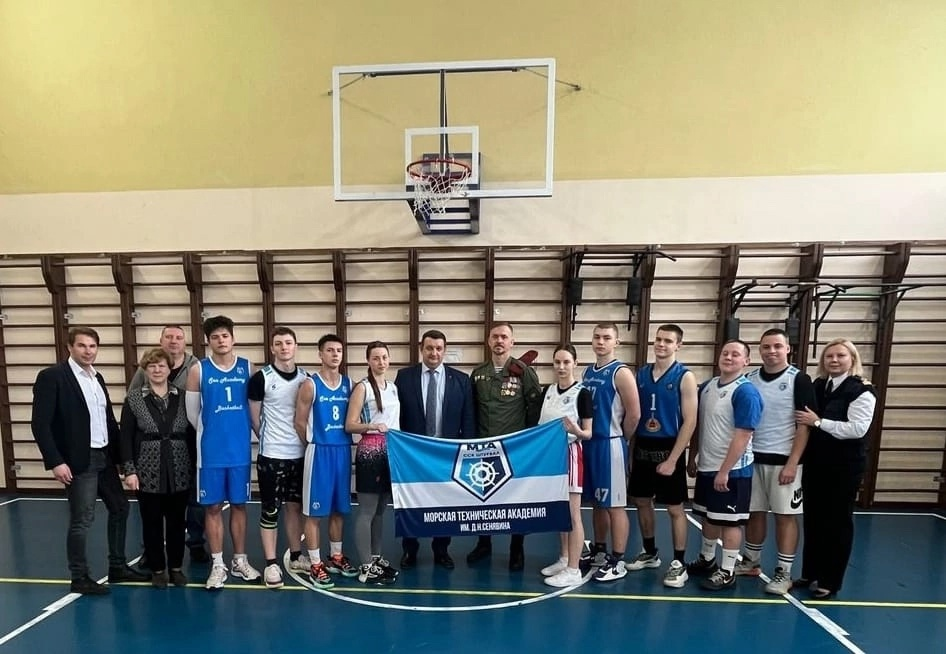 1
Sea Academy
Basketball
8
47
1
МТА
ССК ШТУРВАЛ
МОРСКАЯ ТЕХНИЧЕСКАЯ АКАДЕМИЯ
ИМ. Д.Н.СЕНЯВИНА